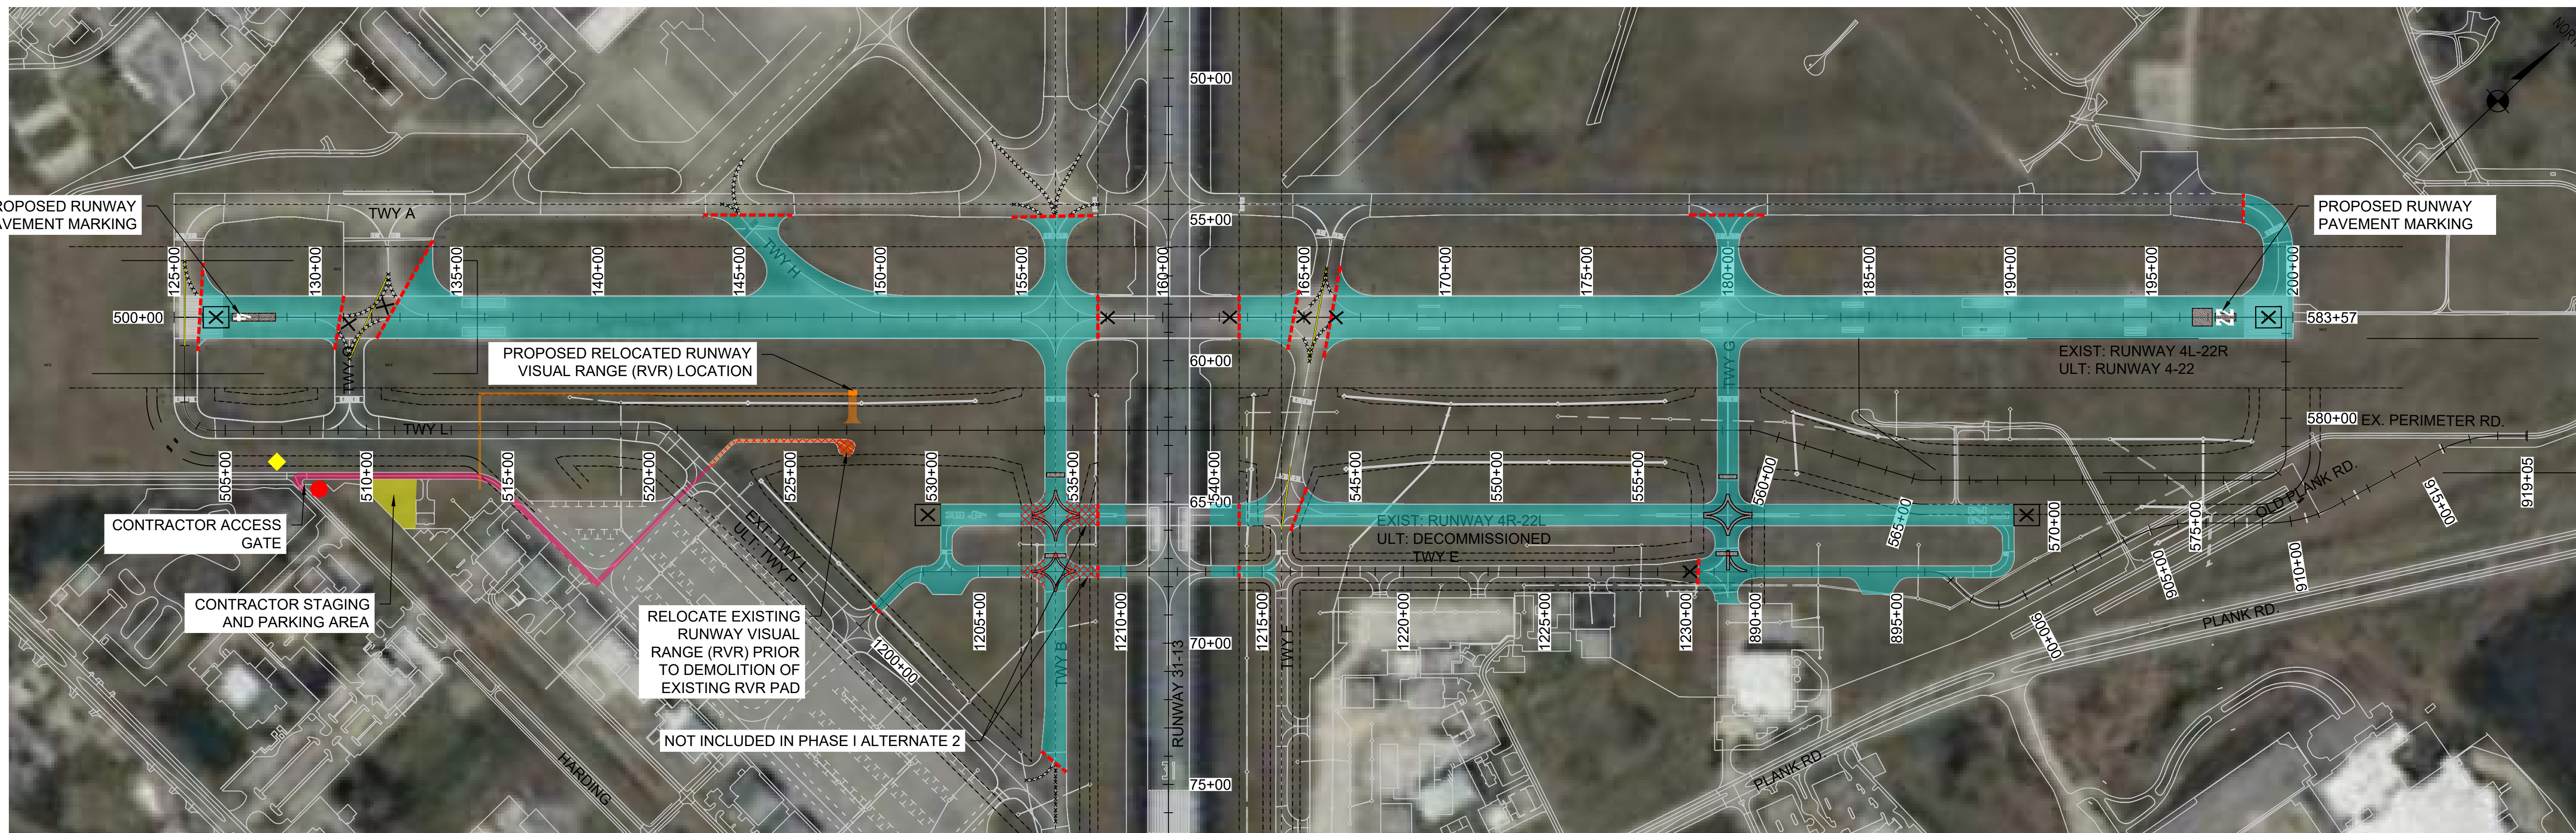 NOR
50+00
TWY A
55+00
PROPOSED RUNWAY
PAVEMENT MARKING
ROPOSED RUNWAY
AVEMENT MARKING
TWY H
125+00
130+00
135+00
140+00
145+00
150+00
155+00
160+00
165+00
170+00
175+00
180+00
185+00
190+00
195+00
200+00
500+00
22
583+57
PROPOSED RELOCATED RUNWAY
VISUAL RANGE (RVR) LOCATION
TWY G
60+00
TWY G
EXIST: RUNWAY 4L-22R
ULT: RUNWAY 4-22
TWY L
580+00
EX. PERIMETER RD.
505+00
510+00
515+00
520+00
525+00
530+00
535+00
540+00
545+00
550+00
555+00
560+00
565+00
570+00
575+00
OLD PLANK RD.
915+00
919+05
65+00
CONTRACTOR ACCESS
GATE
EXIT TWY L
ULT: TWY P
EXIST: RUNWAY 4R-22L
ULT: DECOMMISSIONED
TWY E
22
905+00
910+00
CONTRACTOR STAGING
AND PARKING AREA
RELOCATE EXISTING
RUNWAY VISUAL
RANGE (RVR) PRIOR
TO DEMOLITION OF
EXISTING RVR PAD
1200+00
1205+00
1210+00
1215+00
1220+00
1225+00
1230+00
890+00
895+00
900+00
PLANK RD.
70+00
TWY B
RUNWAY 31-13
TWY F
NOT INCLUDED IN PHASE I ALTERNATE 2
HARDING
75+00
PLANK RD.